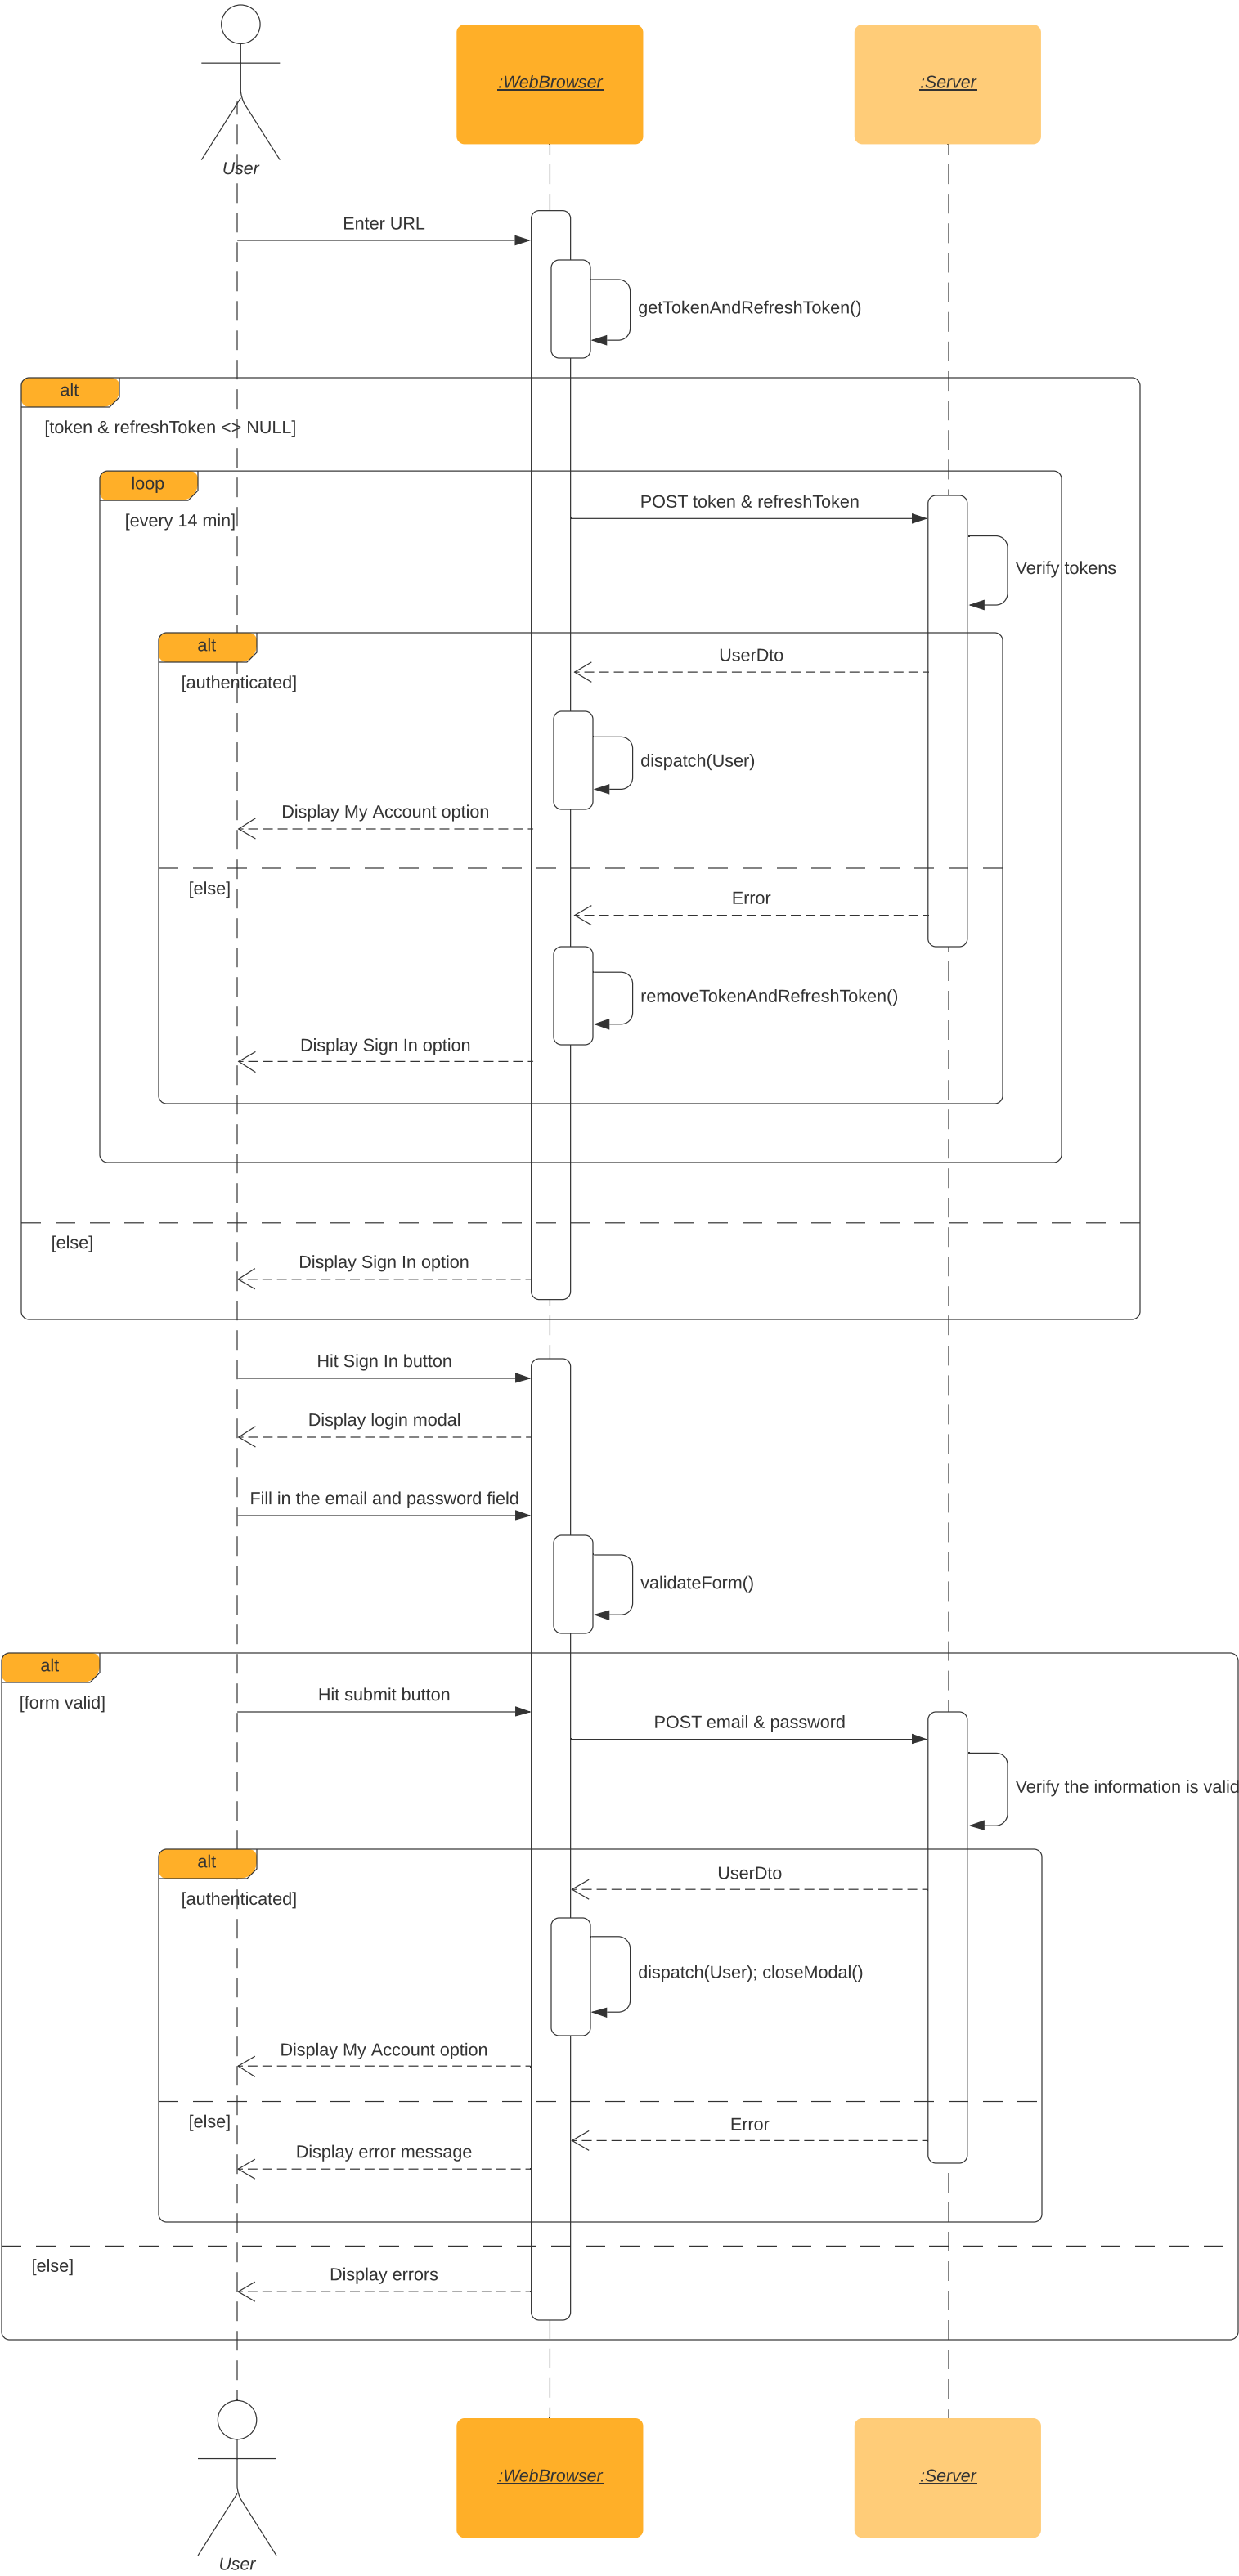 :WebBrowser
:Server
User
Enter URL
getTokenAndRefreshToken()
alt
[token & refreshToken <> NULL]
loop
POST token & refreshToken
[every 14 min]
Verify tokens
alt
UserDto
[authenticated]
dispatch(User)
Display My Account option
[else]
Error
removeTokenAndRefreshToken()
Display Sign In option
[else]
Display Sign In option
Hit Sign In button
Display login modal
Fill in the email and password field
validateForm()
alt
Hit submit button
[form valid]
POST email & password
Verify the information is valid
alt
UserDto
[authenticated]
dispatch(User); closeModal()
Display My Account option
[else]
Error
Display error message
[else]
Display errors
:WebBrowser
:Server
User